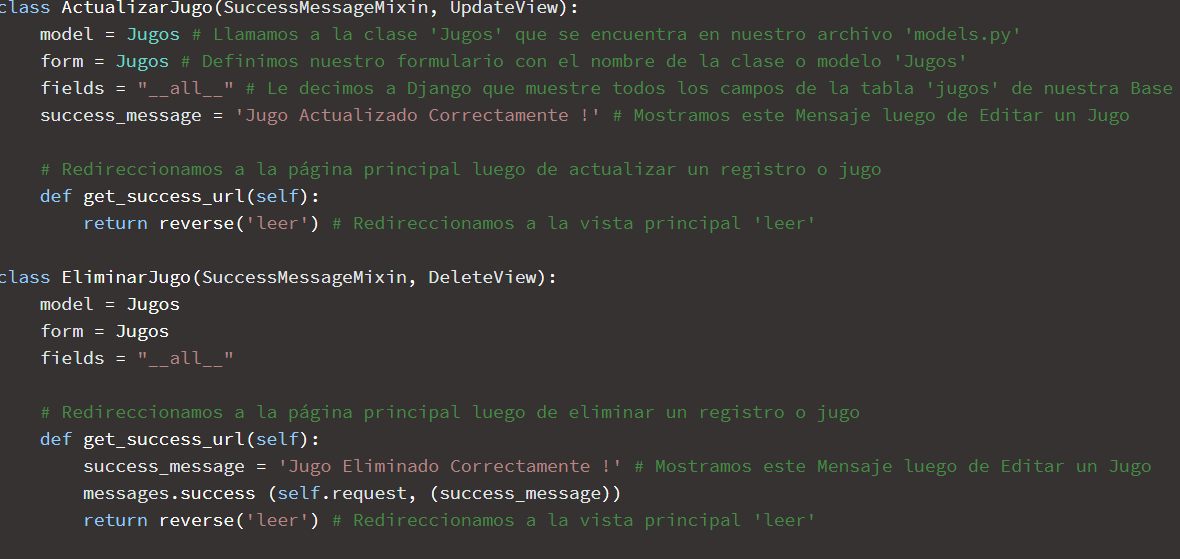 class ActualizarJugo(SuccessMessageMixin, UpdateView):
    model = Jugos # Llamamos a la clase 'Jugos' que se encuentra en nuestro archivo 'models.py'
    form = Jugos # Definimos nuestro formulario con el nombre de la clase o modelo 'Jugos'
    fields = "__all__" # Le decimos a Django que muestre todos los campos de la tabla 'jugos' de nuestra Base
    success_message = 'Jugo Actualizado Correctamente !' # Mostramos este Mensaje luego de Editar un Jugo
    # Redireccionamos a la página principal luego de actualizar un registro o jugo
    def get_success_url(self):
        return reverse('leer') # Redireccionamos a la vista principal 'leer'
class EliminarJugo(SuccessMessageMixin, DeleteView):
    model = Jugos
    form = Jugos
    fields = "__all__"
    # Redireccionamos a la página principal luego de eliminar un registro o jugo
    def get_success_url(self):
        success_message = 'Jugo Eliminado Correctamente !' # Mostramos este Mensaje luego de Editar un Jugo
        messages.success (self.request, (success_message))
        return reverse('leer') # Redireccionamos a la vista principal 'leer'